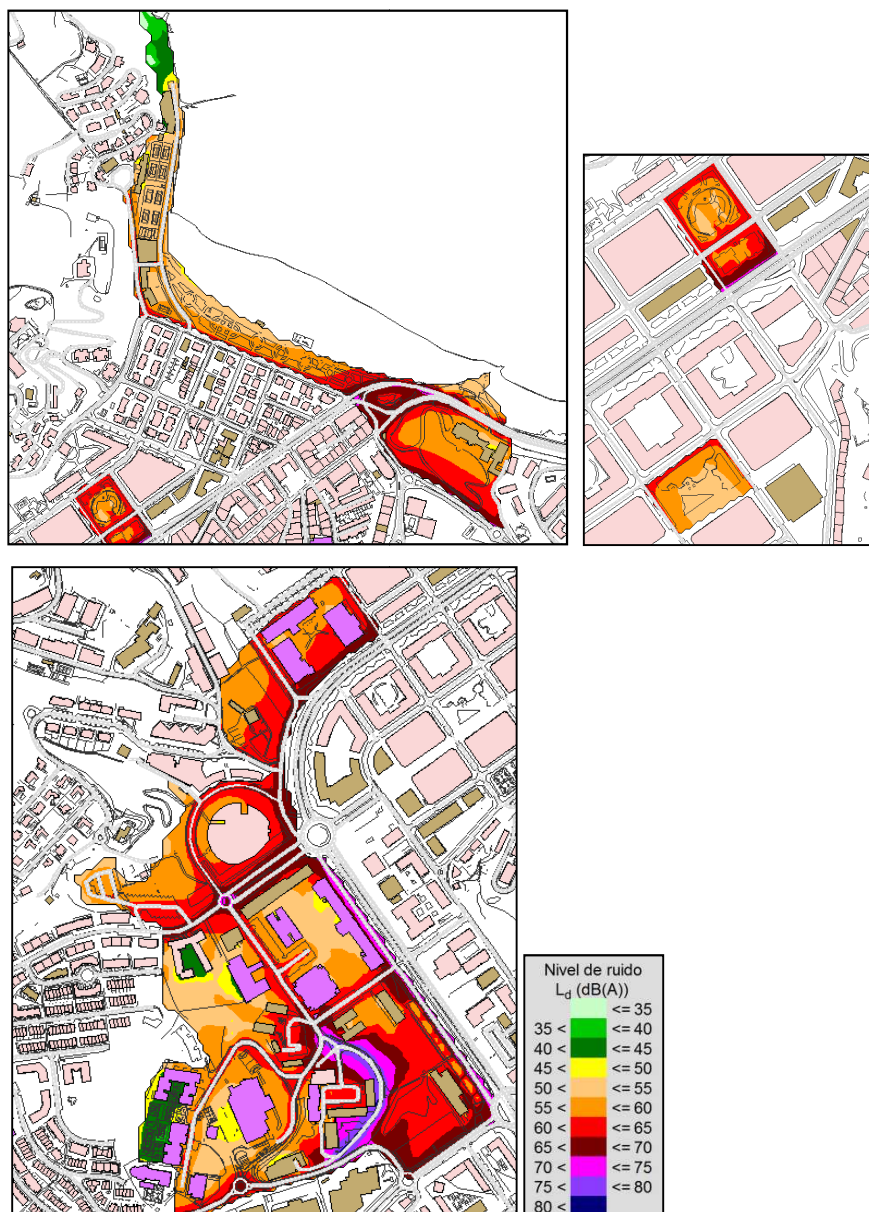 Nivel de ruido
Ld (dB(A))
<= 35
35 < <= 40
40 < <= 45
45 < <= 50
50 < <= 55
55 < <= 60
60 < <= 65
65 < <= 70
70 < <= 75
75 < <= 80
80 <